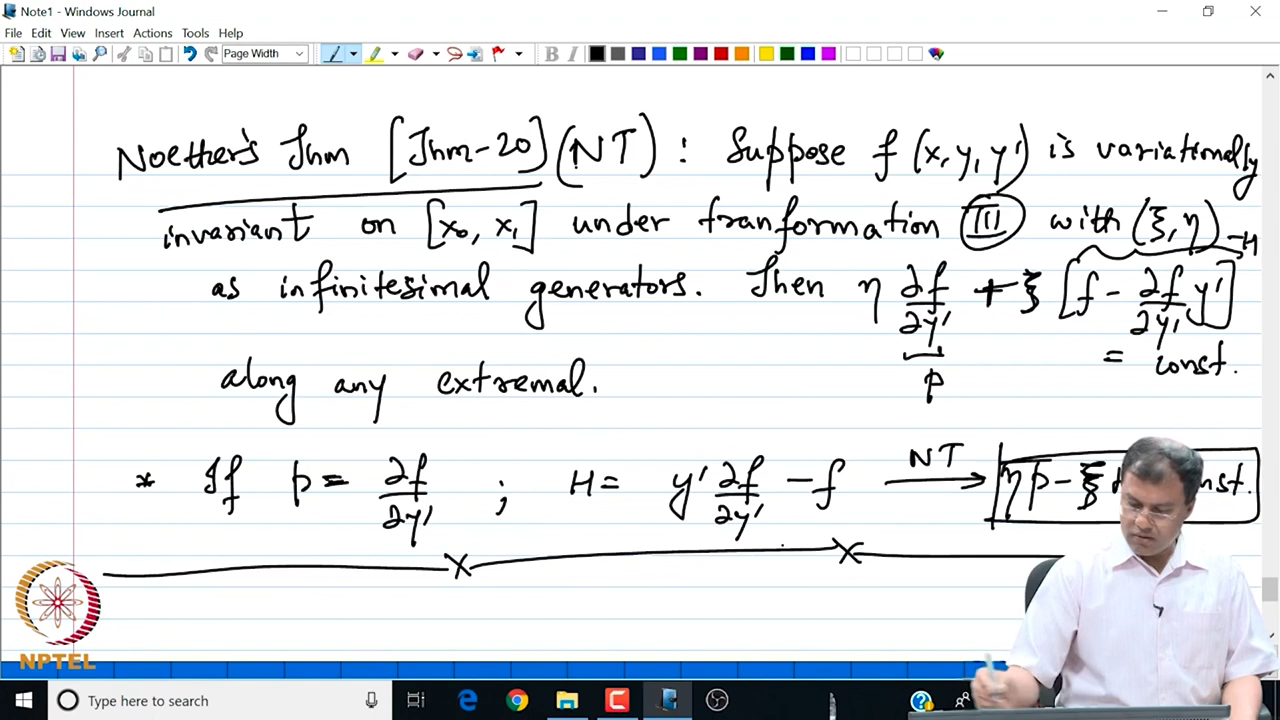 Note1 - Windows Journal
File Edit View Insert Actions Tools Help
Page Width
B I
Noether's Thm [Thm-20] (NT) : Suppose f (x, y, y') is variationally
invariant on [x₀, x₁] under tranformation III with (ξ, η)
as infinitesimal generators. Then η ∂f/∂y' + ξ [f - ∂f/∂y' y'] -H
p = const.
along any extremal.
* If p = ∂f/∂y' ; H = y' ∂f/∂y' - f NT → ηp - ξ nst.
NPTEL
Type here to search